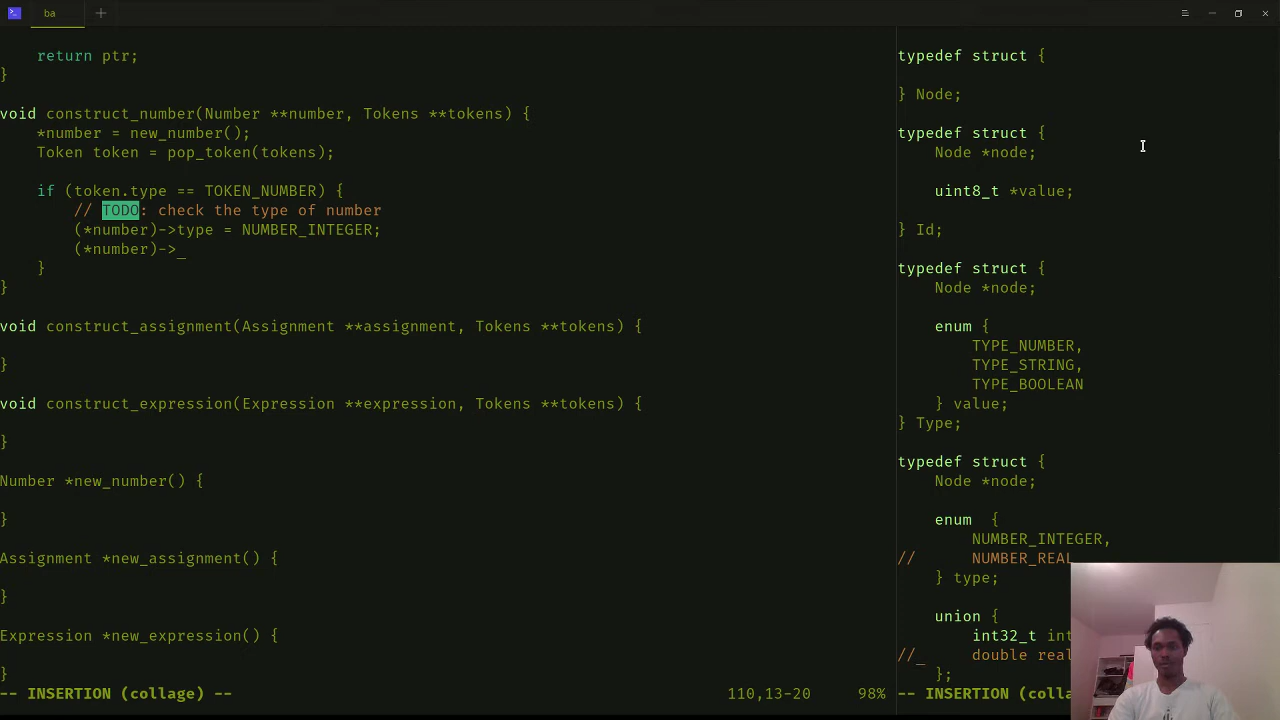 ba
return ptr;
}
void construct_number(Number **number, Tokens **tokens) {
*number = new_number();
Token token = pop_token(tokens);
if (token.type == TOKEN_NUMBER) {
// TODO: check the type of number
(*number)->type = NUMBER_INTEGER;
(*number)->_
}
}
void construct_assignment(Assignment **assignment, Tokens **tokens) {
}
void construct_expression(Expression **expression, Tokens **tokens) {
}
Number *new_number() {
}
Assignment *new_assignment() {
}
Expression *new_expression() {
}
-- INSERTION (collage) -- 110,13-20 98%
typedef struct {
} Node;
typedef struct {
Node *node;
uint8_t *value;
} Id;
typedef struct {
Node *node;
enum {
TYPE_NUMBER,
TYPE_STRING,
TYPE_BOOLEAN
} value;
} Type;
typedef struct {
Node *node;
enum  {
NUMBER_INTEGER,
// NUMBER_REAL
} type;
union {
int32_t int
//_ double real
};
-- INSERTION (colla